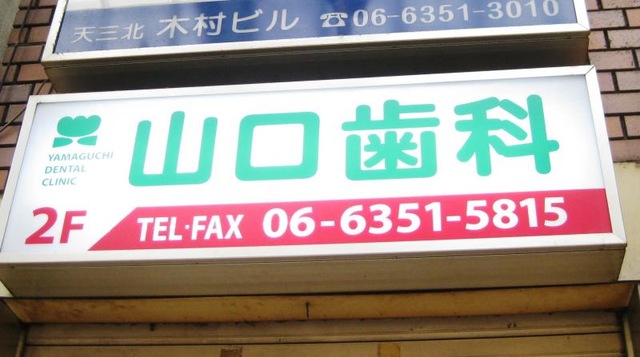 天三北 木村ビル ☎06-6351-3010
山口歯科
YAMAGUCHI
DENTAL
CLINIC
2F TEL·FAX 06-6351-5815